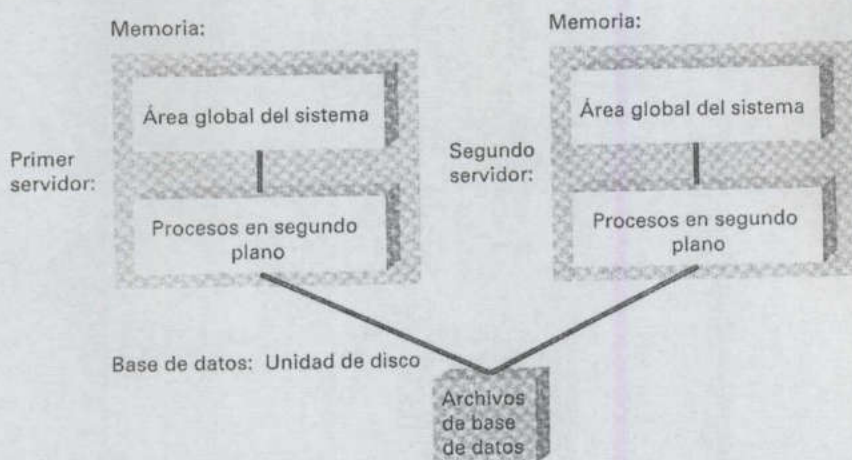 Memoria:
Memoria:
Área global del sistema
Área global del sistema
Primer
servidor:
Segundo
servidor:
Procesos en segundo
plano
Procesos en segundo
plano
Base de datos: Unidad de disco
Archivos
de base
de datos